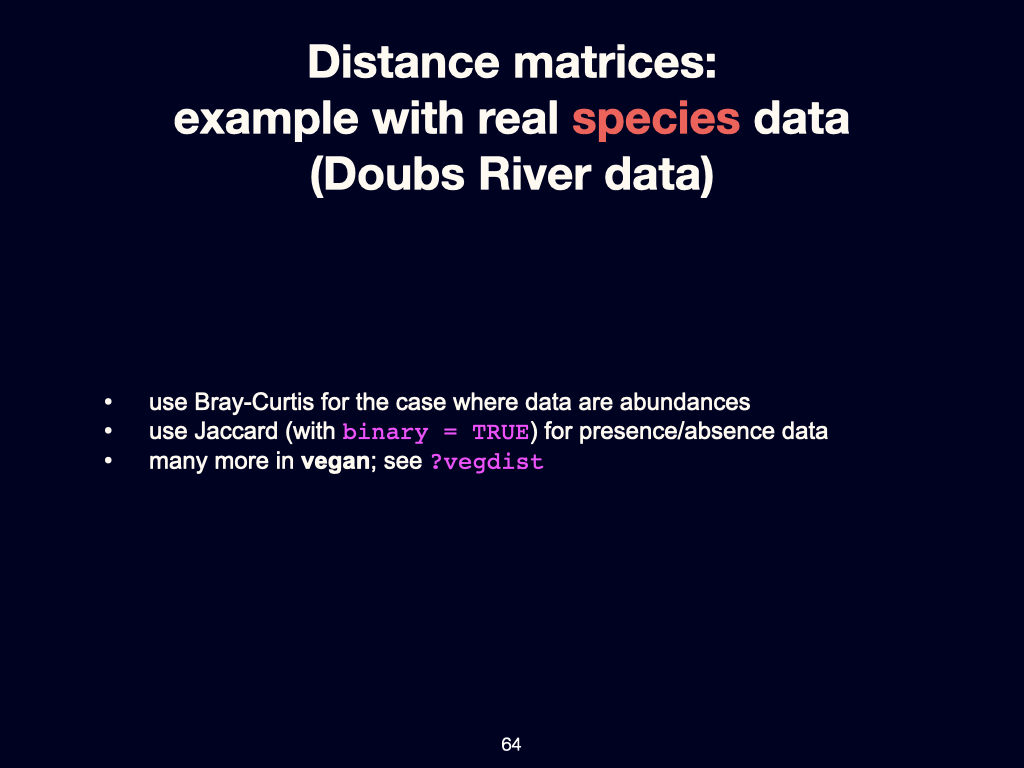 Distance matrices:
example with real species data
(Doubs River data)
• use Bray-Curtis for the case where data are abundances
• use Jaccard (with binary = TRUE) for presence/absence data
• many more in vegan; see ?vegdist
64